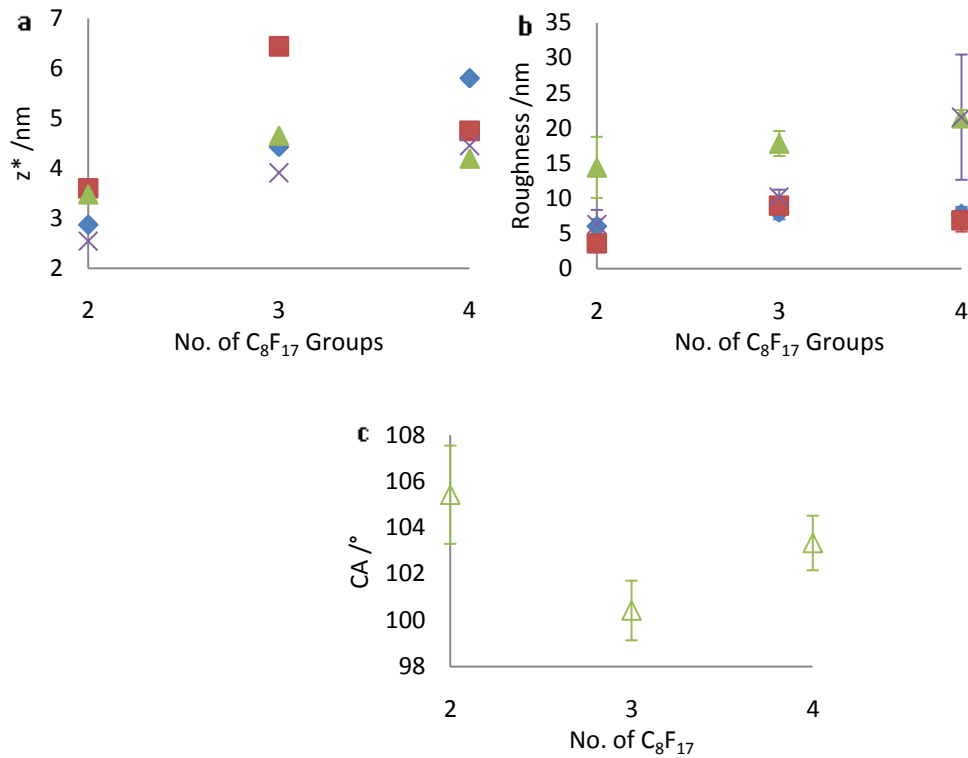 a
7
6
5
4
3
2
z* /nm
2 3 4
No. of C₈F₁₇ Groups
b
35
30
25
20
15
10
5
0
Roughness /nm
2 3 4
No. of C₈F₁₇ Groups
c
108
106
104
102
100
98
CA /°
2 3 4
No. of C₈F₁₇